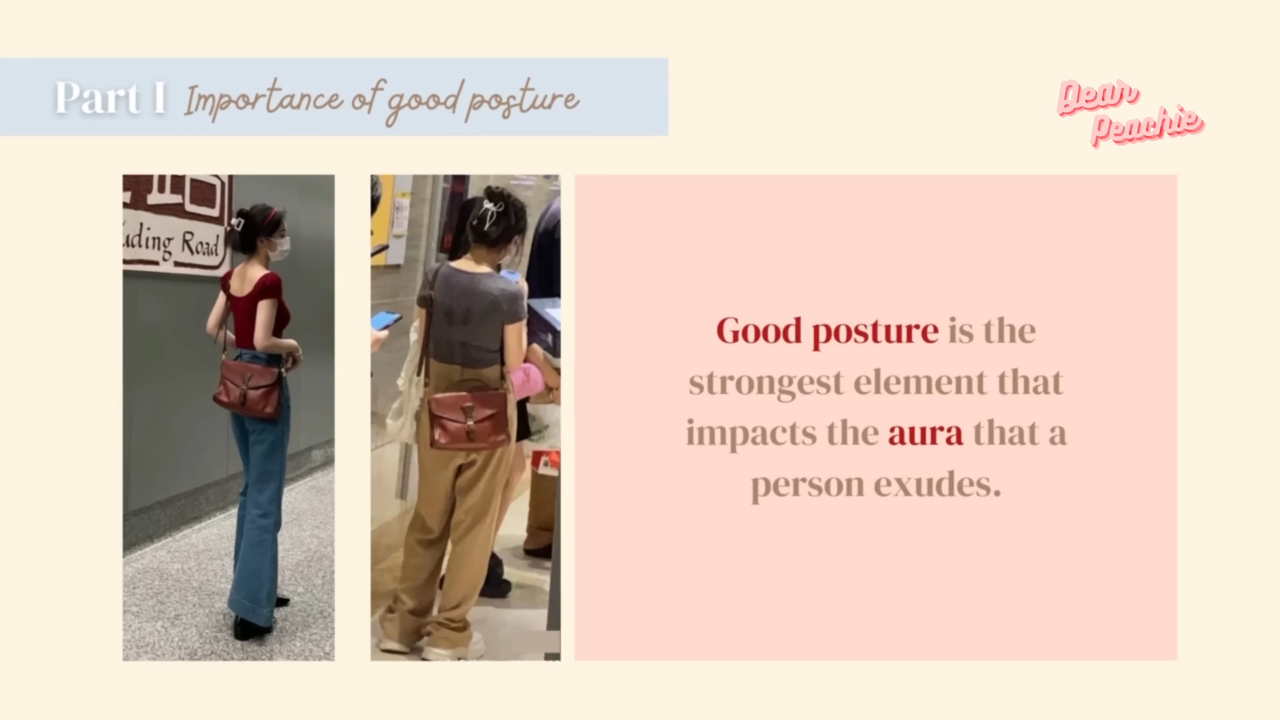 Part I Importance of good posture
Dear
Peachie
uding Road
Good posture is the
strongest element that
impacts the aura that a
person exudes.